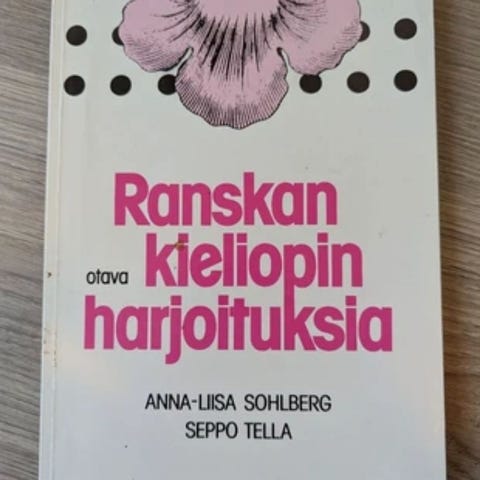 Ranskan
otava kieliopin
harjoituksia
ANNA-LIISA SOHLBERG
SEPPO TELLA